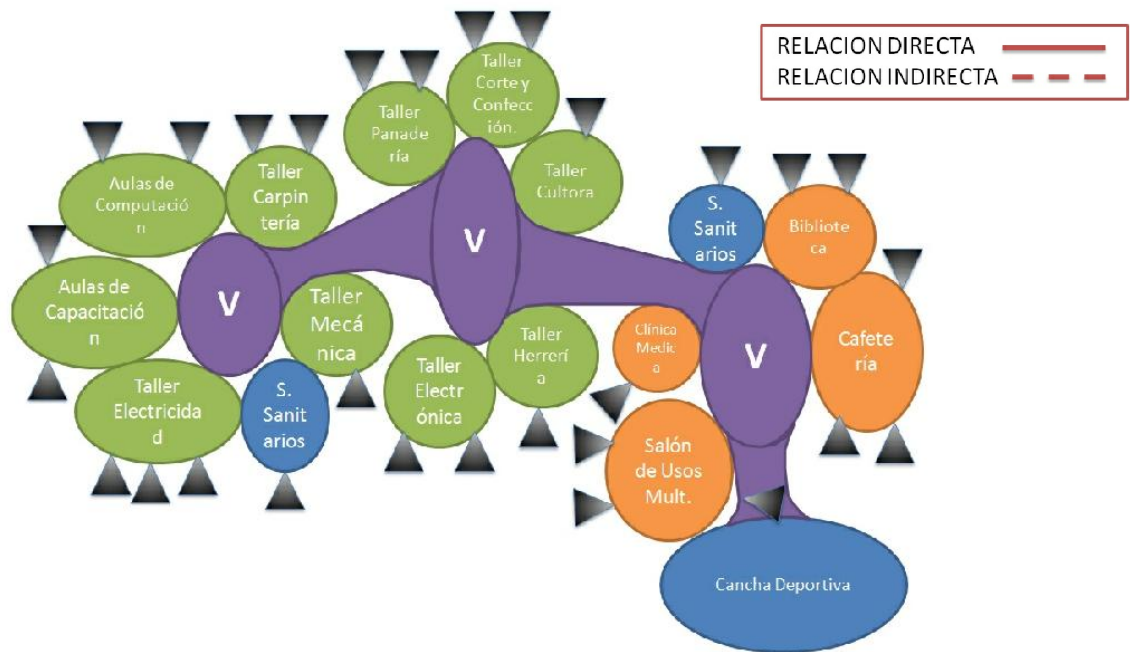 RELACION DIRECTA
RELACION INDIRECTA
Taller
Corte y
Confecc
ión.
Taller
Panade
ría
Taller
Cultora
Aulas de
Computació
n
Taller
Carpin
tería
S.
Sanit
arios
Bibliote
ca
V
V
V
Aulas de
Capacitació
n
Taller
Mecá
nica
Taller
Herrerí
a
Clínica
Medic
a
Cafete
ría
Taller
Electricida
d
S.
Sanit
arios
Taller
Electr
ónica
Salón
de Usos
Mult.
Cancha Deportiva